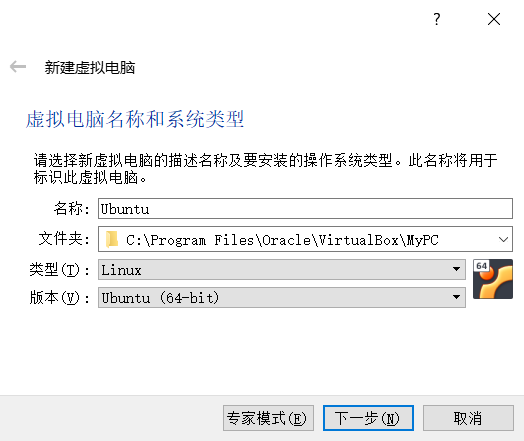 ?
新建虚拟电脑
虚拟电脑名称和系统类型
请选择新虚拟电脑的描述名称及要安装的操作系统类型。此名称将用于
标识此虚拟电脑。
名称: Ubuntu
文件夹: C:\Program Files\Oracle\VirtualBox\MyPC
类型(T): Linux
64
版本(V): Ubuntu (64-bit)
专家模式(E) 下一步(N) 取消